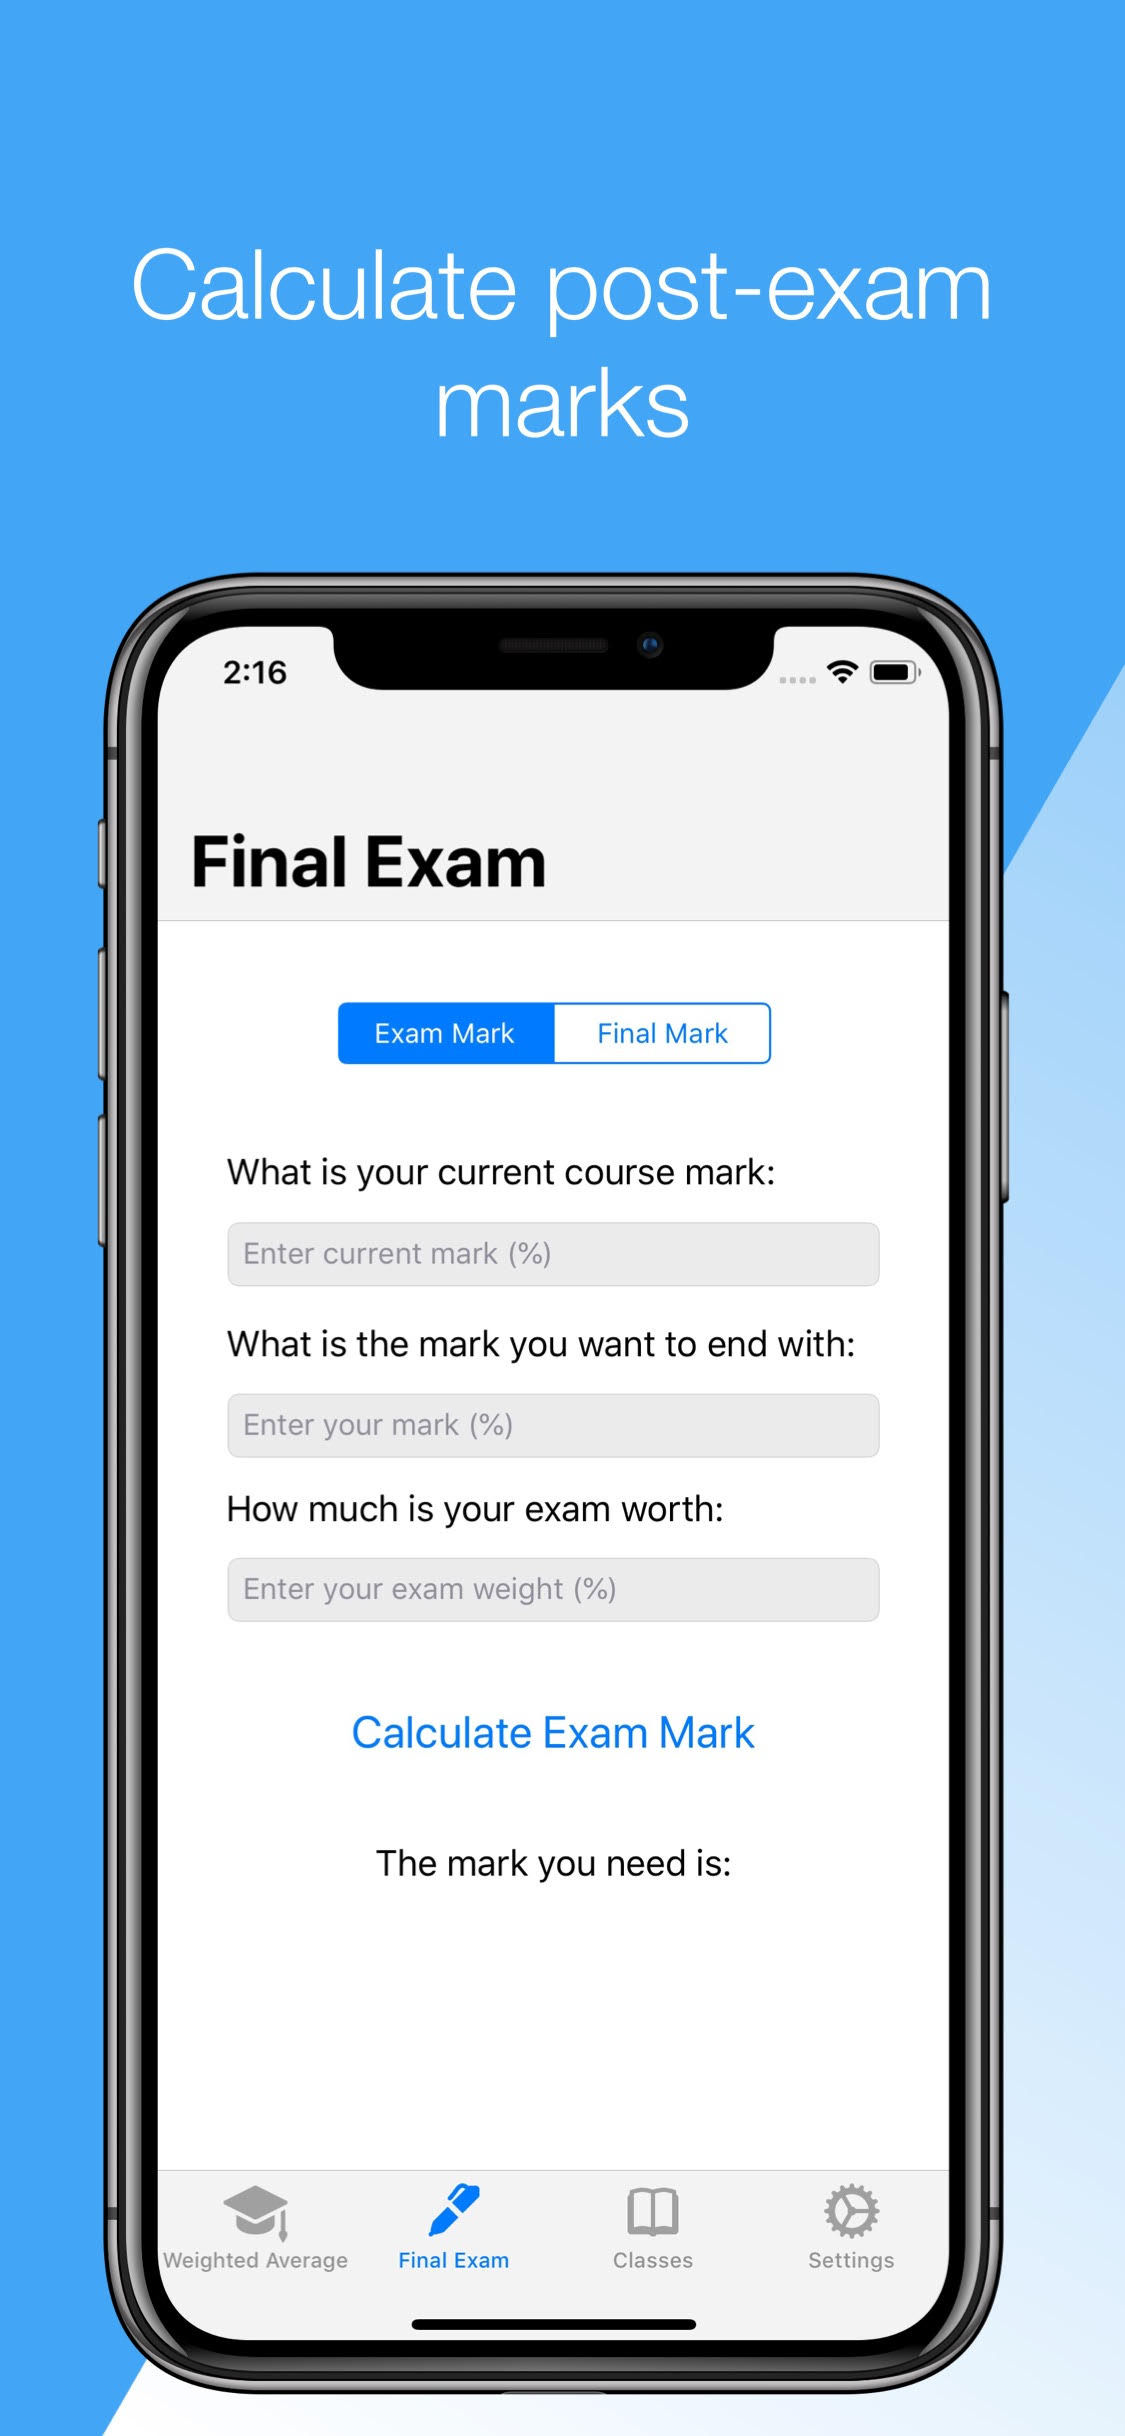 Calculate post-exam
marks
2:16
Final Exam
Exam Mark
Final Mark
What is your current course mark:
Enter current mark (%)
What is the mark you want to end with:
Enter your mark (%)
How much is your exam worth:
Enter your exam weight (%)
Calculate Exam Mark
The mark you need is:
Weighted Average
Final Exam
Classes
Settings